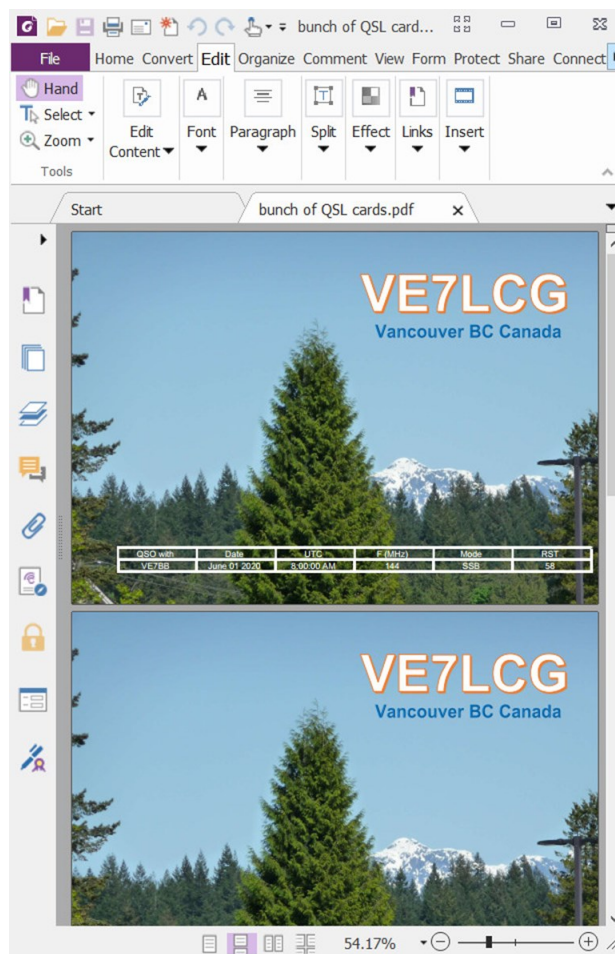 bunch of QSL card...
File Home Convert Edit Organize Comment View Form Protect Share Connect
Hand
Select
Zoom
Tools
Edit Content
Font
Paragraph
Split
Effect
Links
Insert
Start
bunch of QSL cards.pdf
VE7LCG
Vancouver BC Canada
QSO with Date UTC F (MHz) Mode RST
VE7BB June 01 2020 8:00:00 AM 144 SSB 58
VE7LCG
Vancouver BC Canada
54.17%